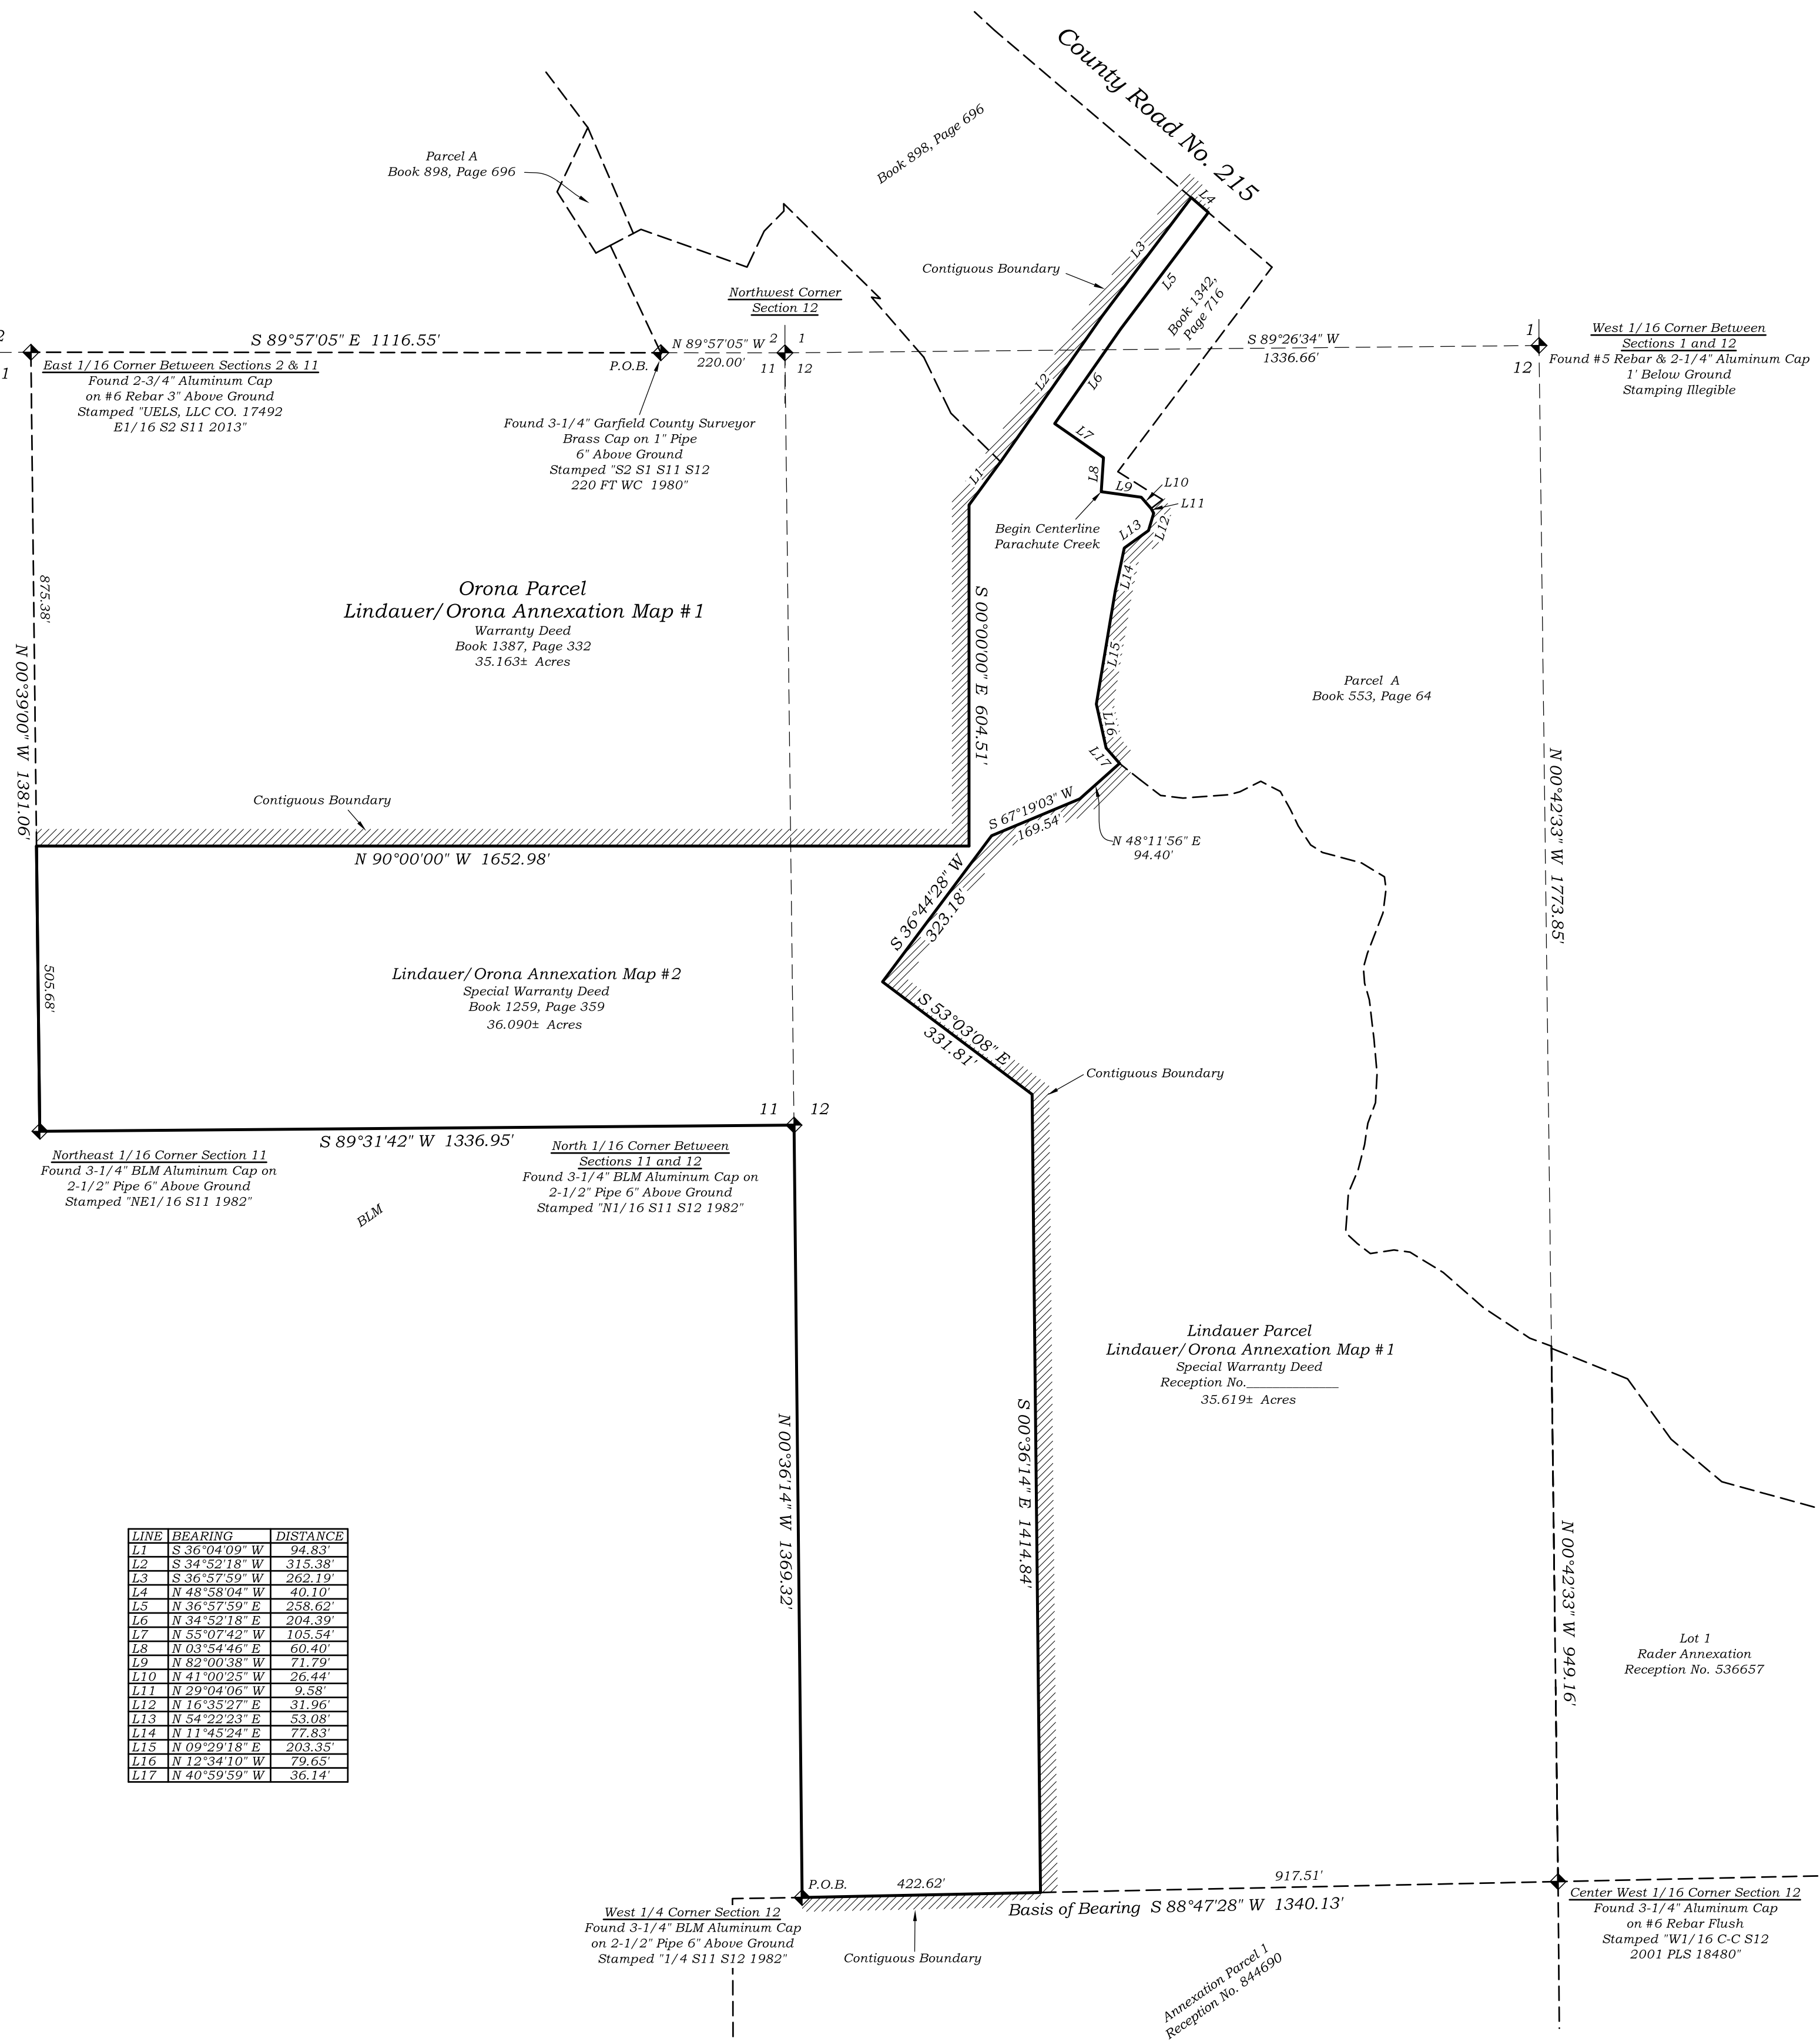 County Road No. 215
Book 898, Page 696
Parcel A
Book 898, Page 696
L4
L3
Contiguous Boundary
L5
Book 1342,
Page 716
Northwest Corner
Section 12
S 89°57'05" E  1116.55'
N 89°57'05" W
220.00'
P.O.B.
2
1
11
12
2
1
S 89°26'34" W
1336.66'
1
12
West 1/16 Corner Between
Sections 1 and 12
Found #5 Rebar & 2-1/4" Aluminum Cap
1' Below Ground
Stamping Illegible
East 1/16 Corner Between Sections 2 & 11
Found 2-3/4" Aluminum Cap
on #6 Rebar 3" Above Ground
Stamped "UELS, LLC CO. 17492
E1/16 S2 S11 2013"
Found 3-1/4" Garfield County Surveyor
Brass Cap on 1" Pipe
6" Above Ground
Stamped "S2 S1 S11 S12
220 FT WC  1980"
L2
L6
L7
L1
L8
L9
L10
L11
L12
L13
Begin Centerline
Parachute Creek
L14
L15
L16
L17
875.38'
N 00°39'00" W  1381.06'
Orona Parcel
Lindauer/Orona Annexation Map #1
Warranty Deed
Book 1387, Page 332
35.163±  Acres
S 00°00'00" E  604.51'
Parcel  A
Book 553, Page 64
Contiguous Boundary
N 90°00'00" W  1652.98'
S 67°19'03" W
169.54'
N 48°11'56" E
94.40'
S 36°44'28" W
323.18'
N 00°42'33" W  1773.85'
505.68'
Lindauer/Orona Annexation Map #2
Special Warranty Deed
Book 1259, Page 359
36.090±  Acres
S 53°03'08" E
331.81'
Contiguous Boundary
11
12
S 89°31'42" W  1336.95'
Northeast 1/16 Corner Section 11
Found 3-1/4" BLM Aluminum Cap on
2-1/2" Pipe 6" Above Ground
Stamped "NE1/16 S11 1982"
North 1/16 Corner Between
Sections 11 and 12
Found 3-1/4" BLM Aluminum Cap on
2-1/2" Pipe 6" Above Ground
Stamped "N1/16 S11 S12 1982"
BLM
Lindauer Parcel
Lindauer/Orona Annexation Map #1
Special Warranty Deed
Reception No.______________
35.619±  Acres
N 00°36'14" W  1369.32'
S 00°36'14" E  1414.84'
N 00°42'33" W  949.16'
Lot 1
Rader Annexation
Reception No. 536657
LINE BEARING DISTANCE
L1 S 36°04'09" W 94.83'
L2 S 34°52'18" W 315.38'
L3 S 36°57'59" W 262.19'
L4 N 48°58'04" W 40.10'
L5 N 36°57'59" E 258.62'
L6 N 34°52'18" E 204.39'
L7 N 55°07'42" W 105.54'
L8 N 03°54'46" E 60.40'
L9 N 82°00'38" W 71.79'
L10 N 41°00'25" W 26.44'
L11 N 29°04'06" W 9.58'
L12 N 16°35'27" E 31.96'
L13 N 54°22'23" E 53.08'
L14 N 11°45'24" E 77.83'
L15 N 09°29'18" E 203.35'
L16 N 12°34'10" W 79.65'
L17 N 40°59'59" W 36.14'
P.O.B.
422.62'
917.51'
Basis of Bearing  S 88°47'28" W  1340.13'
West 1/4 Corner Section 12
Found 3-1/4" BLM Aluminum Cap
on 2-1/2" Pipe 6" Above Ground
Stamped "1/4 S11 S12 1982"
Contiguous Boundary
Center West 1/16 Corner Section 12
Found 3-1/4" Aluminum Cap
on #6 Rebar Flush
Stamped "W1/16 C-C S12
2001 PLS 18480"
Annexation Parcel 1
Reception No. 844690